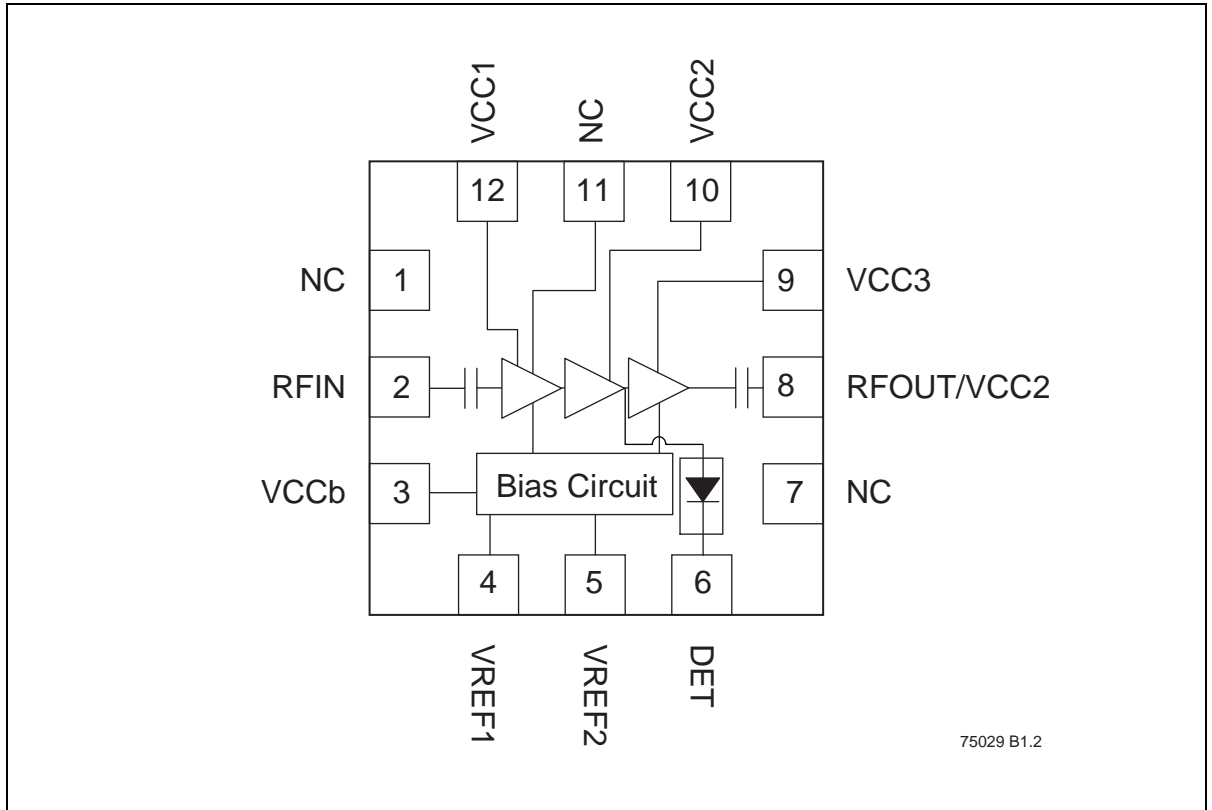 VCC1
NC
VCC2
12
11
10
NC
1
9
VCC3
RFIN
2
8
RFOUT/VCC2
VCCb
3
Bias Circuit
7
NC
4
5
6
VREF1
VREF2
DET
75029 B1.2